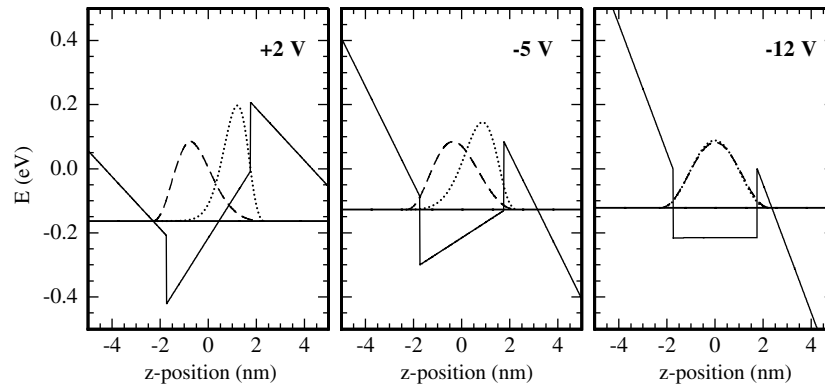 +2 V
-5 V
-12 V
0.4
0.2
0.0
-0.2
-0.4
E (eV)
-4 -2 0 2 4
-4 -2 0 2 4
-4 -2 0 2 4
z-position (nm)
z-position (nm)
z-position (nm)